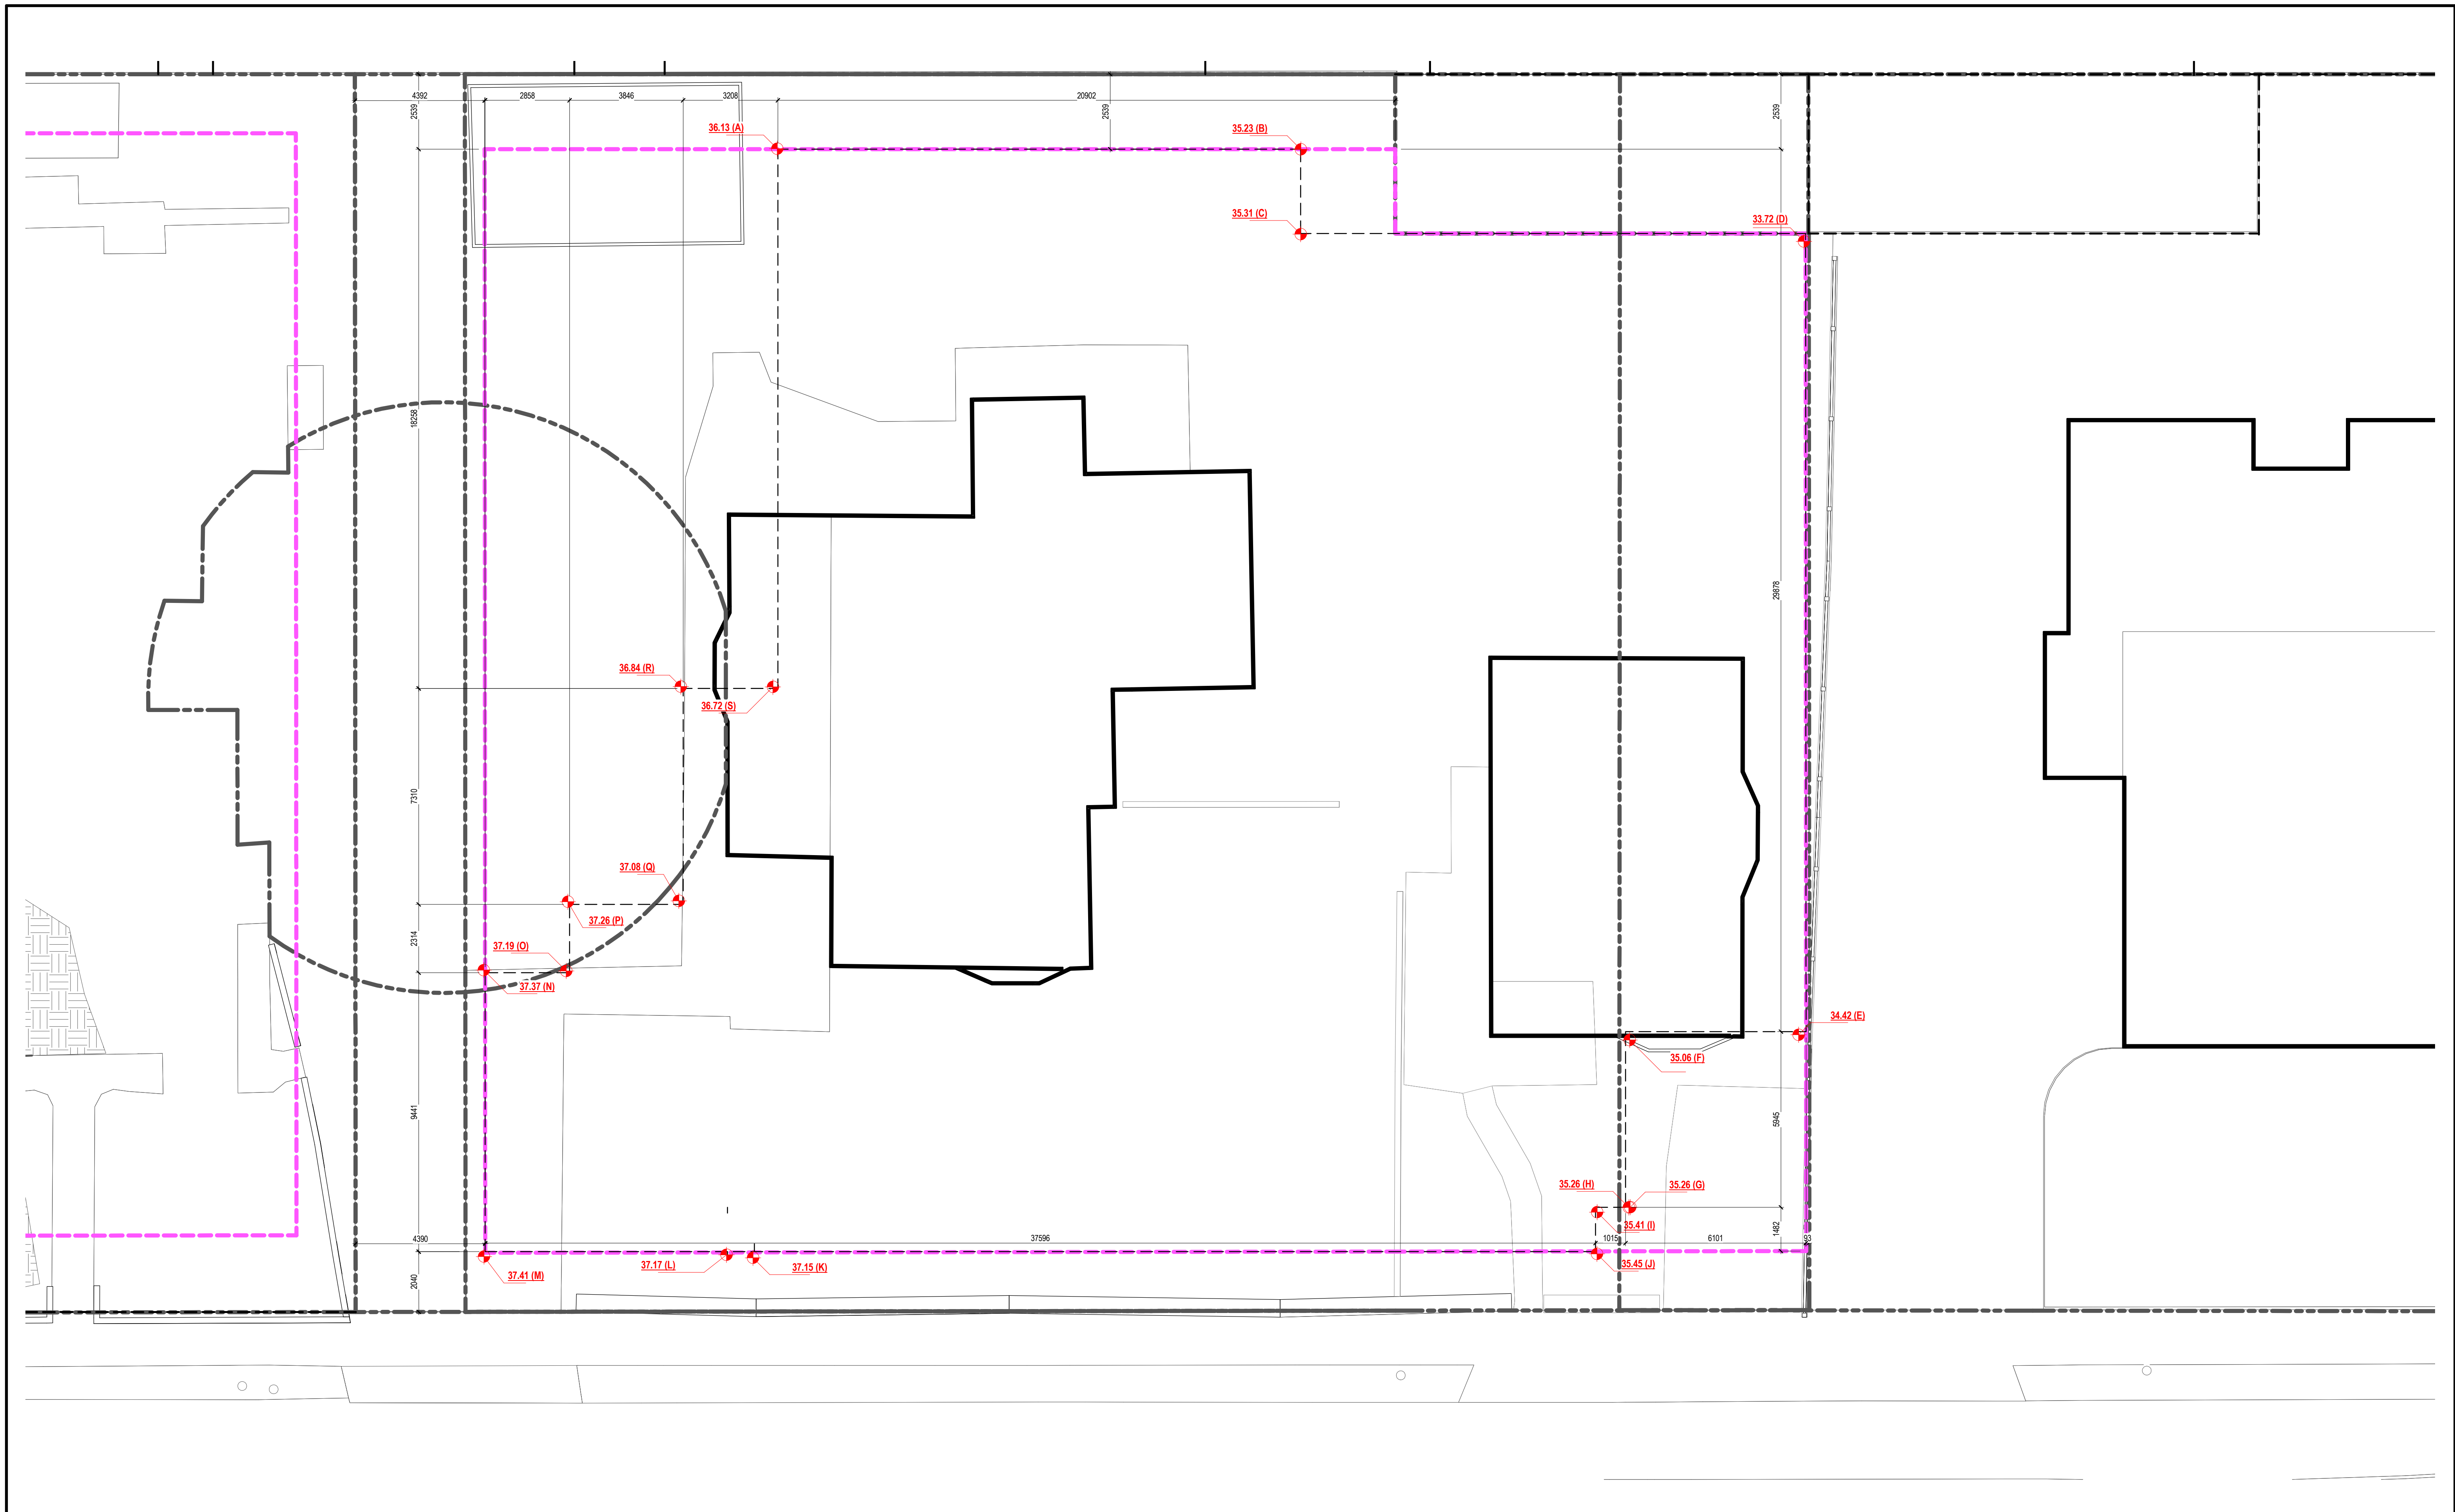 4392
2858
3846
3208
20902
2539
2539
2539
36.13 (A)
35.23 (B)
35.31 (C)
33.72 (D)
18258
29878
36.84 (R)
36.72 (S)
7310
37.08 (Q)
37.26 (P)
2314
37.19 (O)
37.37 (N)
34.42 (E)
35.06 (F)
9441
5945
35.26 (H)
35.26 (G)
35.41 (I)
1482
4390
37596
1015
6101
93
37.41 (M)
37.17 (L)
37.15 (K)
35.45 (J)
2040